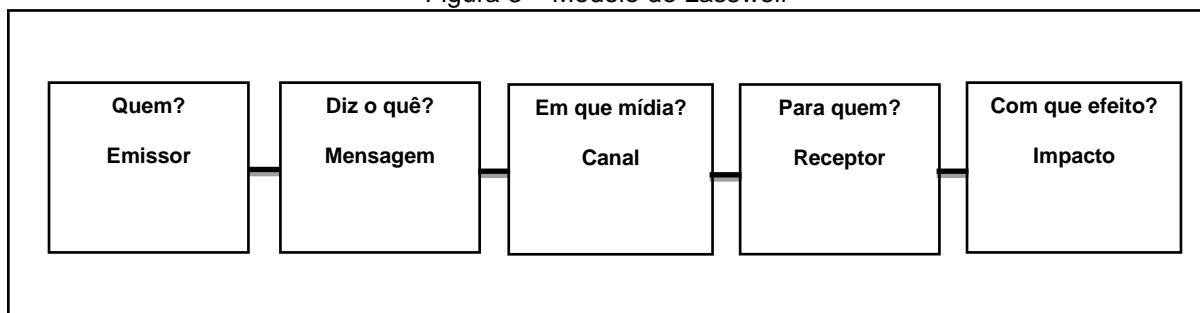 Quem?
Emissor
Diz o quê?
Mensagem
Em que mídia?
Canal
Para quem?
Receptor
Com que efeito?
Impacto